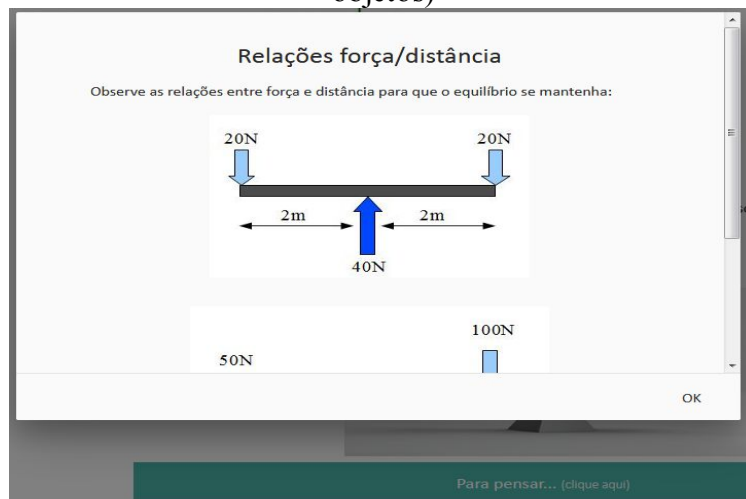 objetos)
Relações força/distância
Observe as relações entre força e distância para que o equilíbrio se mantenha:
20N 20N
2m 2m
40N
100N
50N
OK
Para pensar... (clique aqui)